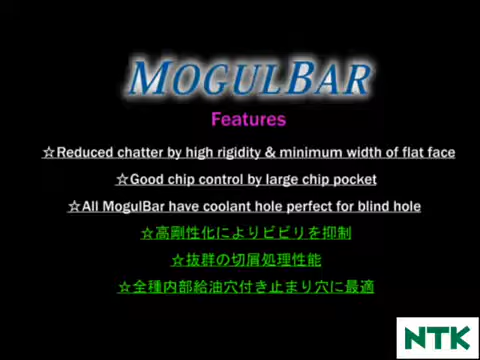 MOGULBAR
Features
☆Reduced chatter by high rigidity & minimum width of flat face
☆Good chip control by large chip pocket
☆All MogulBar have coolant hole perfect for blind hole
☆高剛性化によりビビリを抑制
☆抜群の切屑処理性能
☆全種内部給油穴付き止まり穴に最適
NTK